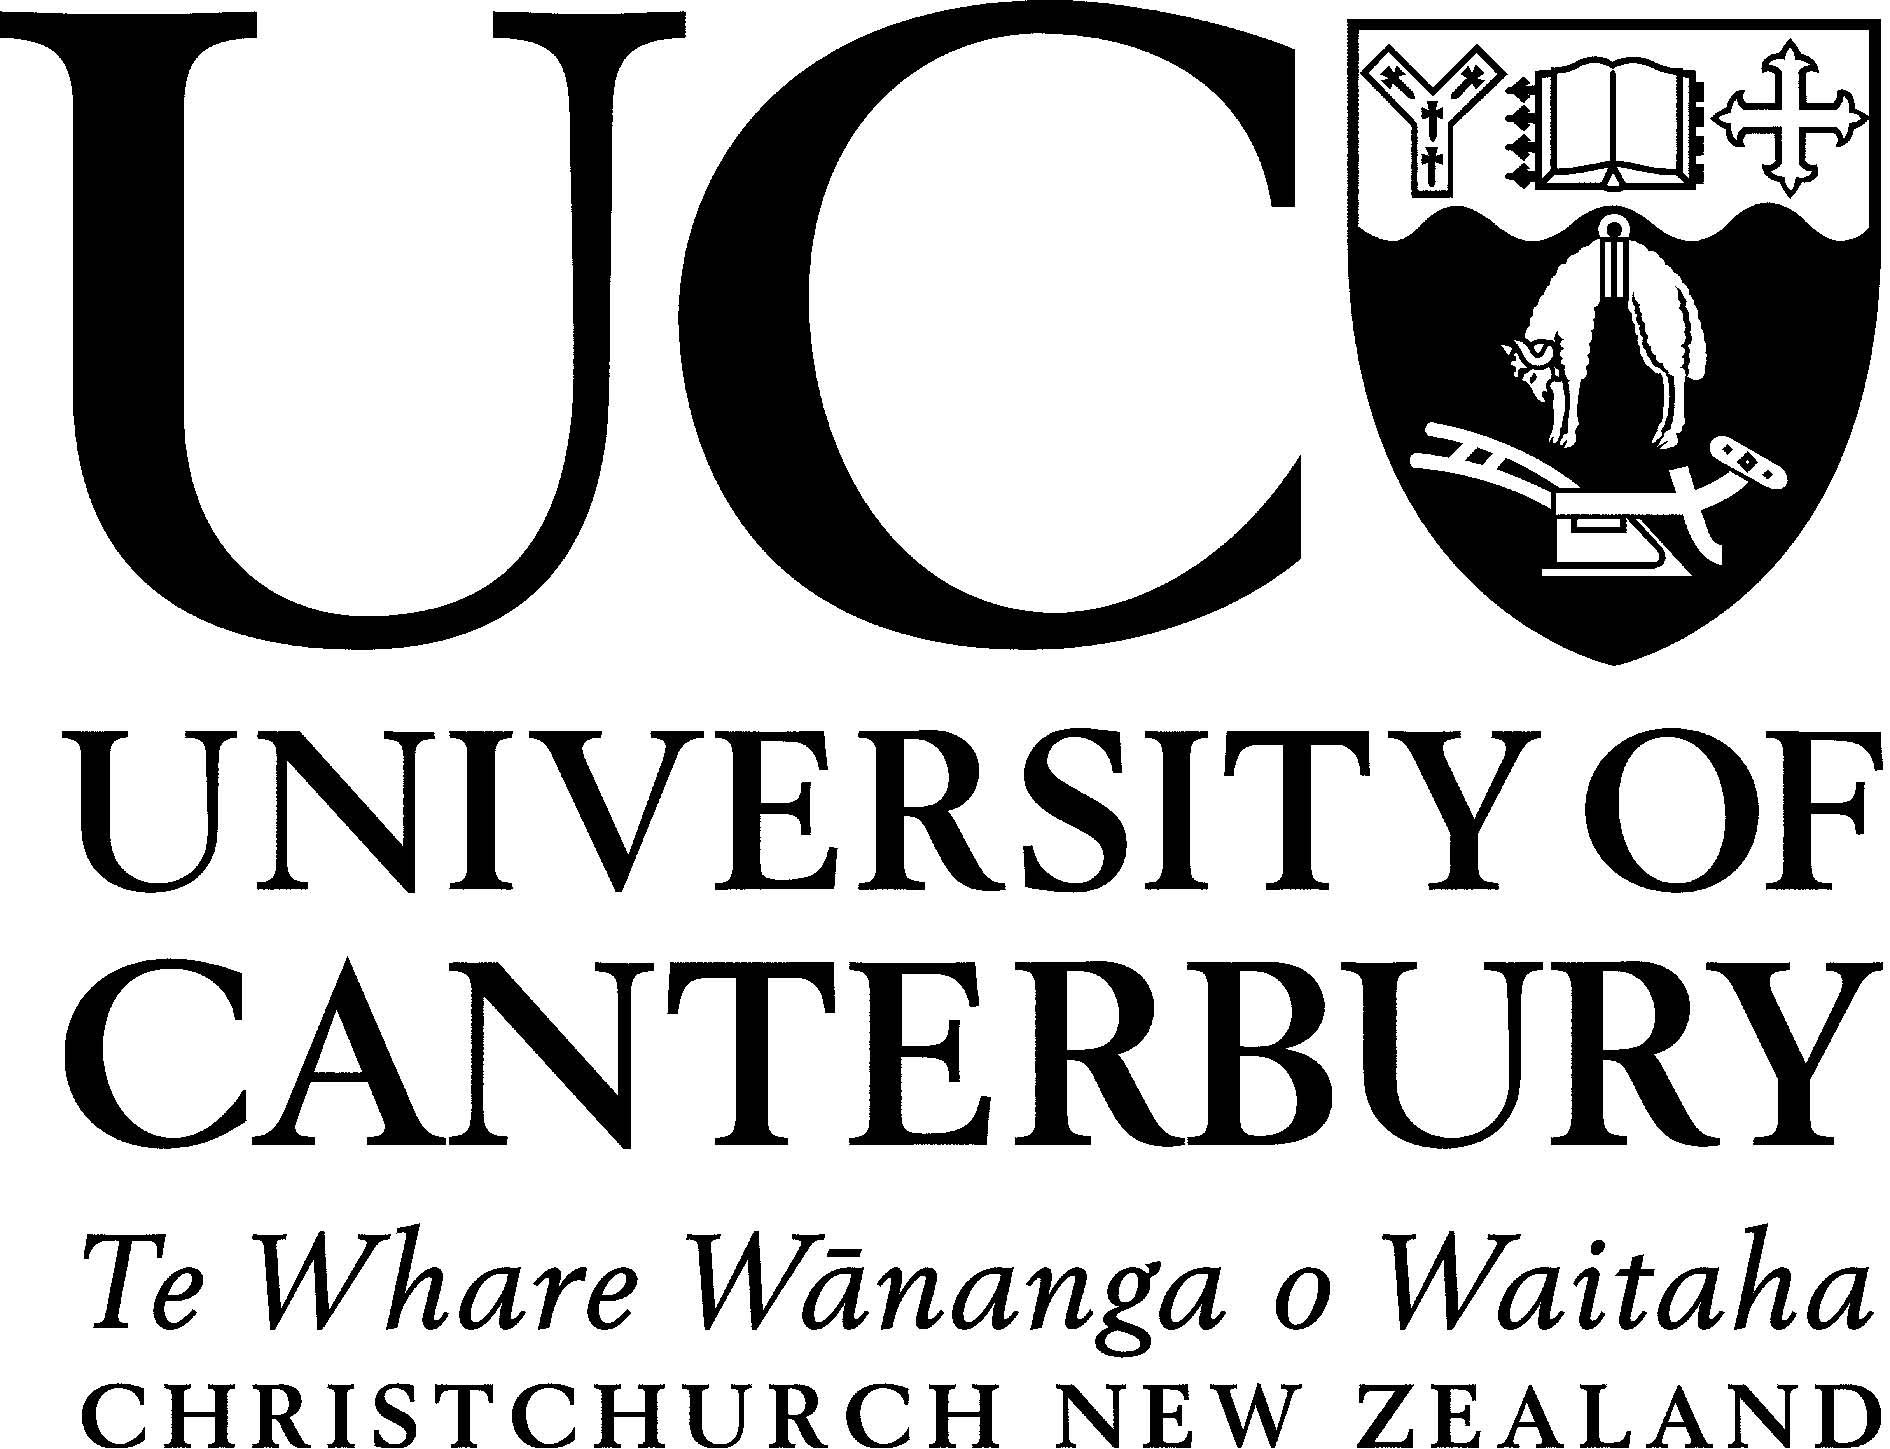 UC
UNIVERSITY OF
CANTERBURY
Te Whare Wānanga o Waitaha
CHRISTCHURCH NEW ZEALAND